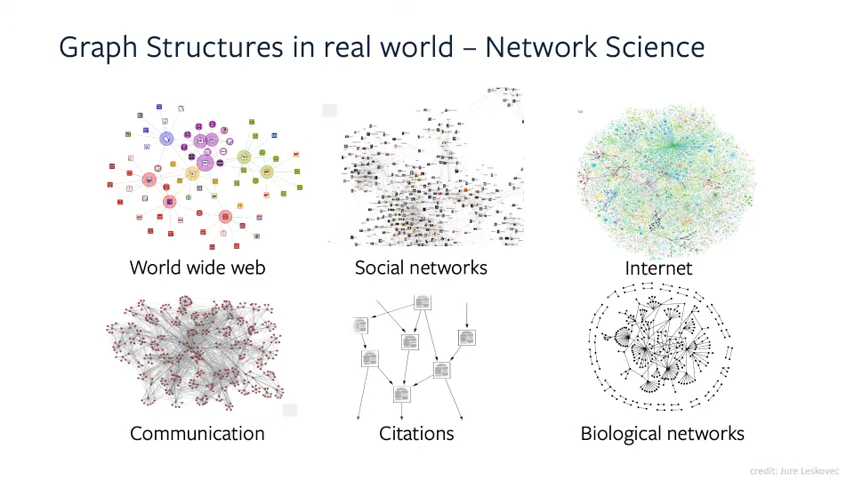 Graph Structures in real world – Network Science
World wide web
Social networks
Internet
Communication
Citations
Biological networks
credit: Jure Leskovec